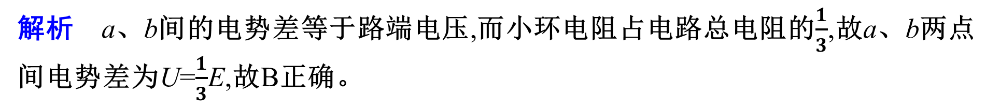 解析 a、b间的电势差等于路端电压,而小环电阻占电路总电阻的1/3,故a、b两点
间电势差为U=1/3E,故B正确。